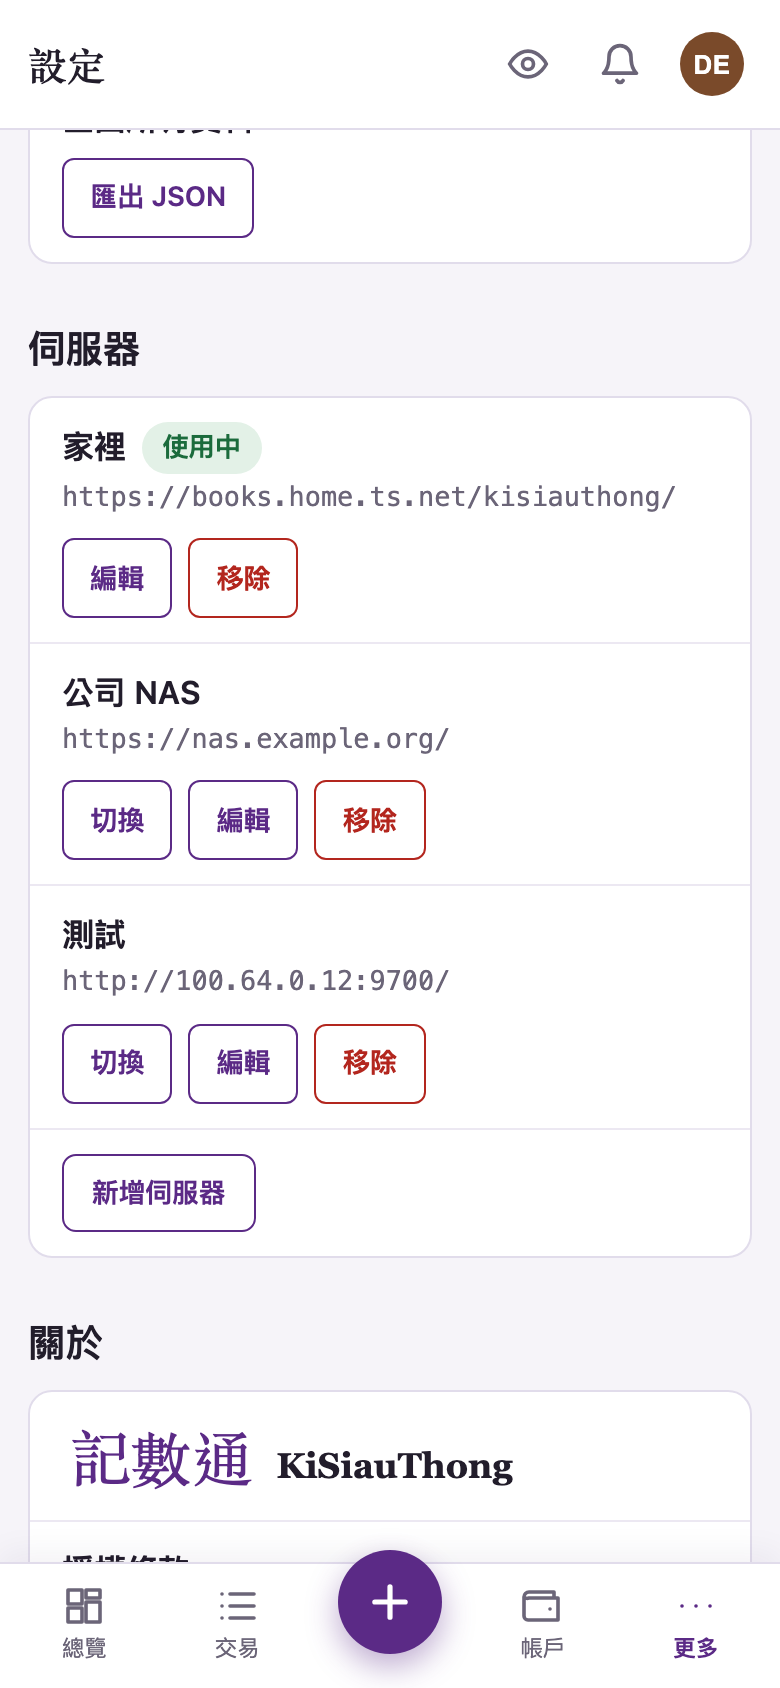 設定
DE
匯出 JSON
伺服器
家裡 使用中
https://books.home.ts.net/kisiauthong/
編輯 移除
公司 NAS
https://nas.example.org/
切換 編輯 移除
測試
http://100.64.0.12:9700/
切換 編輯 移除
新增伺服器
關於
記數通 KiSiauThong
總覽 交易 帳戶 更多